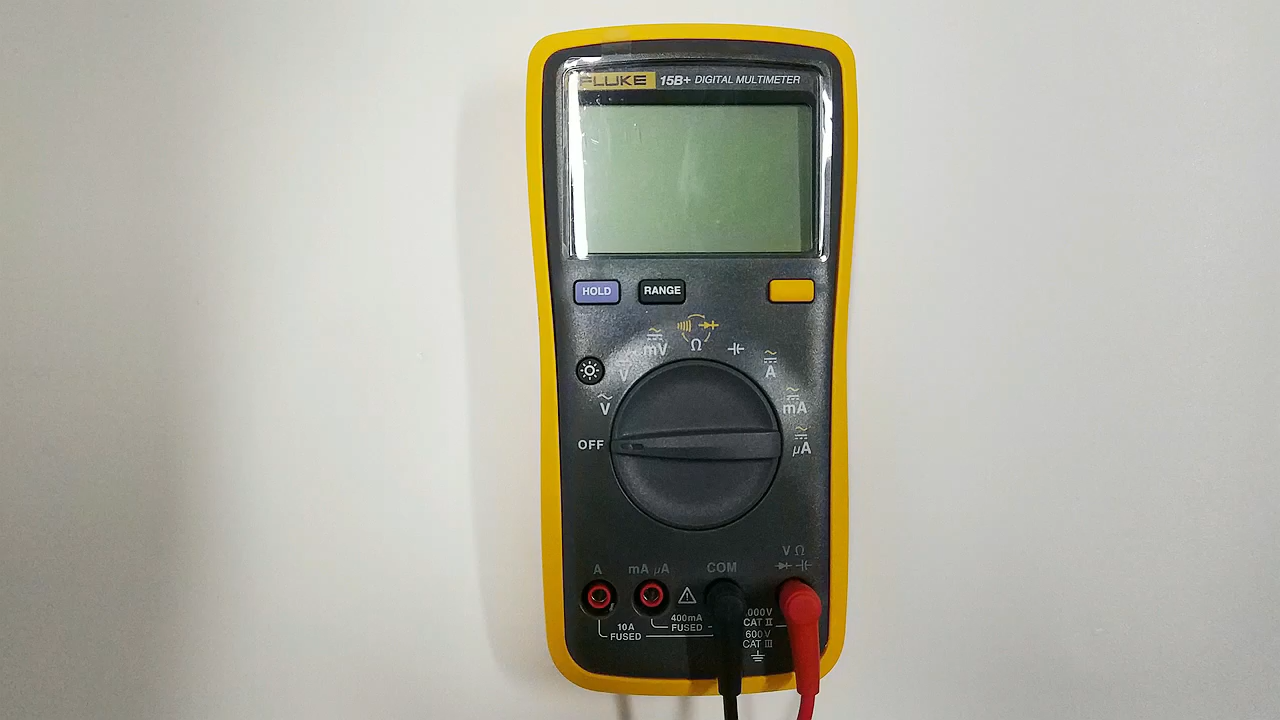 FLUKE 15B+ DIGITAL MULTIMETER
HOLD RANGE
mV Ω
V A
V mA
OFF µA
V Ω
A mA µA COM
400mA
FUSED
10A
FUSED
000V
CAT II
600V
CAT III